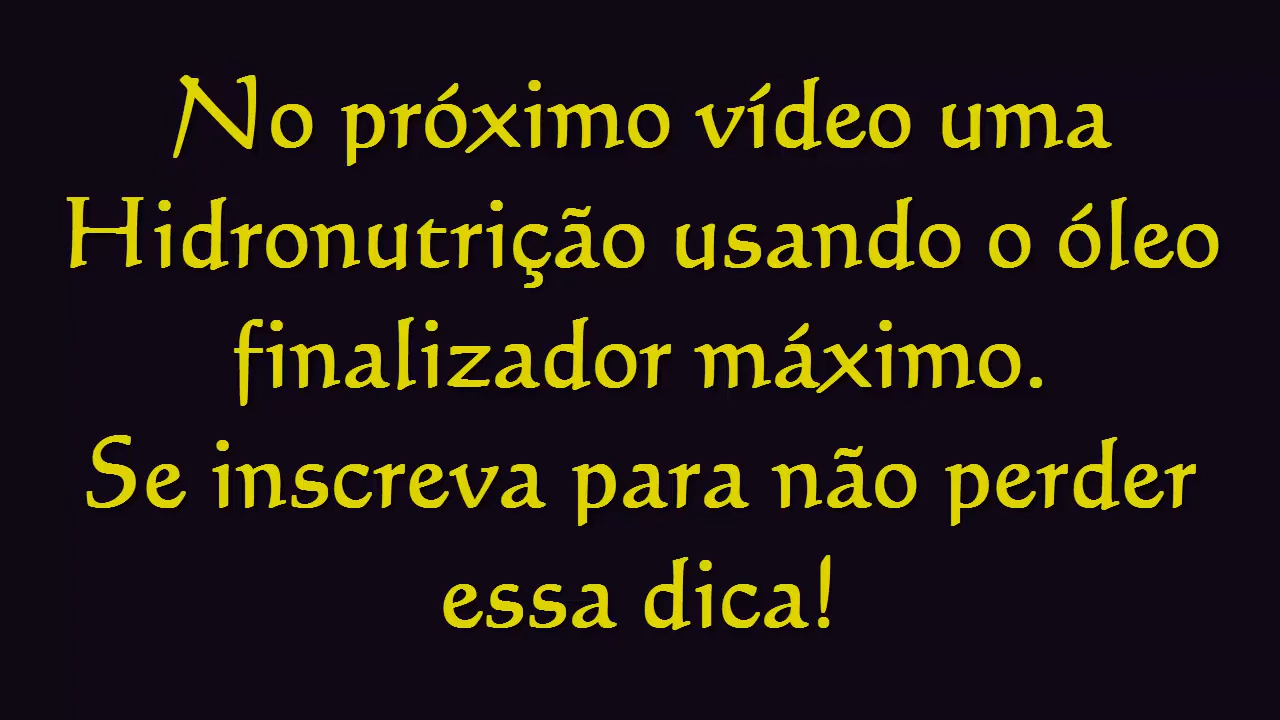 No próximo vídeo uma
Hidronutrição usando o óleo
finalizador máximo.
Se inscreva para não perder
essa dica!